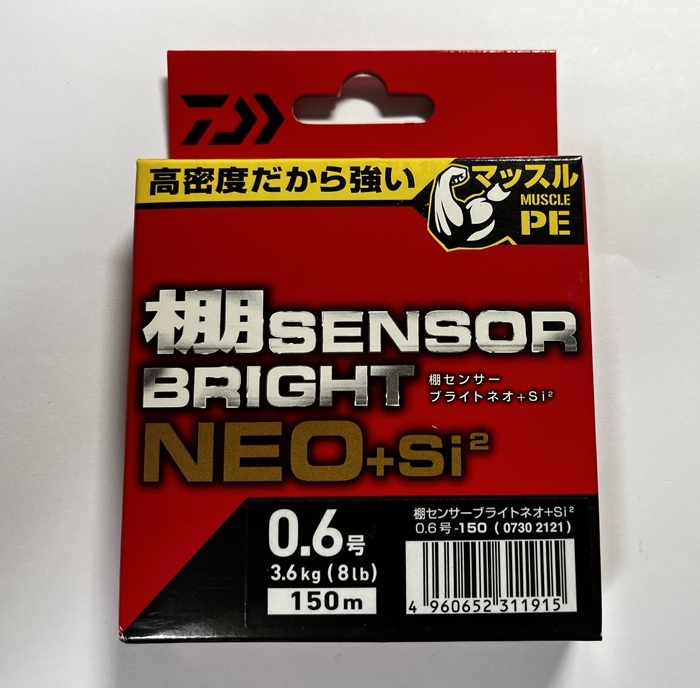 高密度だから強い
マッスル
MUSCLE
PE
棚SENSOR
BRIGHT
棚センサー
ブライトネオ+Si²
NEO+Si²
0.6号
3.6kg(8lb)
150m
棚センサーブライトネオ+Si²
0.6号-150 (0730 2121)
4 960652 311915